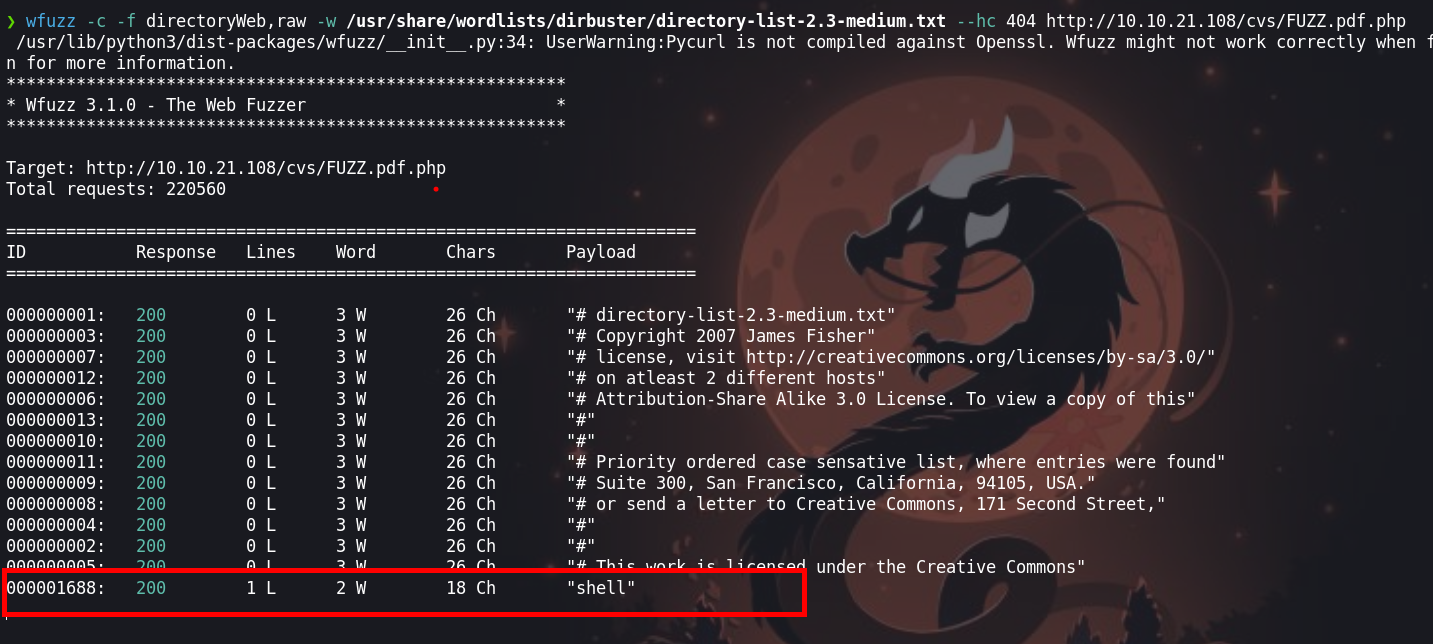 ❯ wfuzz -c -f directoryWeb,raw -w /usr/share/wordlists/dirbuster/directory-list-2.3-medium.txt --hc 404 http://10.10.21.108/cvs/FUZZ.pdf.php
/usr/lib/python3/dist-packages/wfuzz/__init__.py:34: UserWarning:Pycurl is not compiled against Openssl. Wfuzz might not work correctly when f
n for more information.
********************************************************
* Wfuzz 3.1.0 - The Web Fuzzer                         *
********************************************************
Target: http://10.10.21.108/cvs/FUZZ.pdf.php
Total requests: 220560
=====================================================================
ID           Response   Lines    Word       Chars       Payload
=====================================================================
000000001:   200        0 L      3 W        26 Ch       "# directory-list-2.3-medium.txt"
000000003:   200        0 L      3 W        26 Ch       "# Copyright 2007 James Fisher"
000000007:   200        0 L      3 W        26 Ch       "# license, visit http://creativecommons.org/licenses/by-sa/3.0/"
000000012:   200        0 L      3 W        26 Ch       "# on atleast 2 different hosts"
000000006:   200        0 L      3 W        26 Ch       "# Attribution-Share Alike 3.0 License. To view a copy of this"
000000013:   200        0 L      3 W        26 Ch       "#"
000000010:   200        0 L      3 W        26 Ch       "#"
000000011:   200        0 L      3 W        26 Ch       "# Priority ordered case sensative list, where entries were found"
000000009:   200        0 L      3 W        26 Ch       "# Suite 300, San Francisco, California, 94105, USA."
000000008:   200        0 L      3 W        26 Ch       "# or send a letter to Creative Commons, 171 Second Street,"
000000004:   200        0 L      3 W        26 Ch       "#"
000000002:   200        0 L      3 W        26 Ch       "#"
000000005:   200        0 L      3 W        26 Ch       "# This work is licensed under the Creative Commons"
000001688:   200        1 L      2 W        18 Ch       "shell"